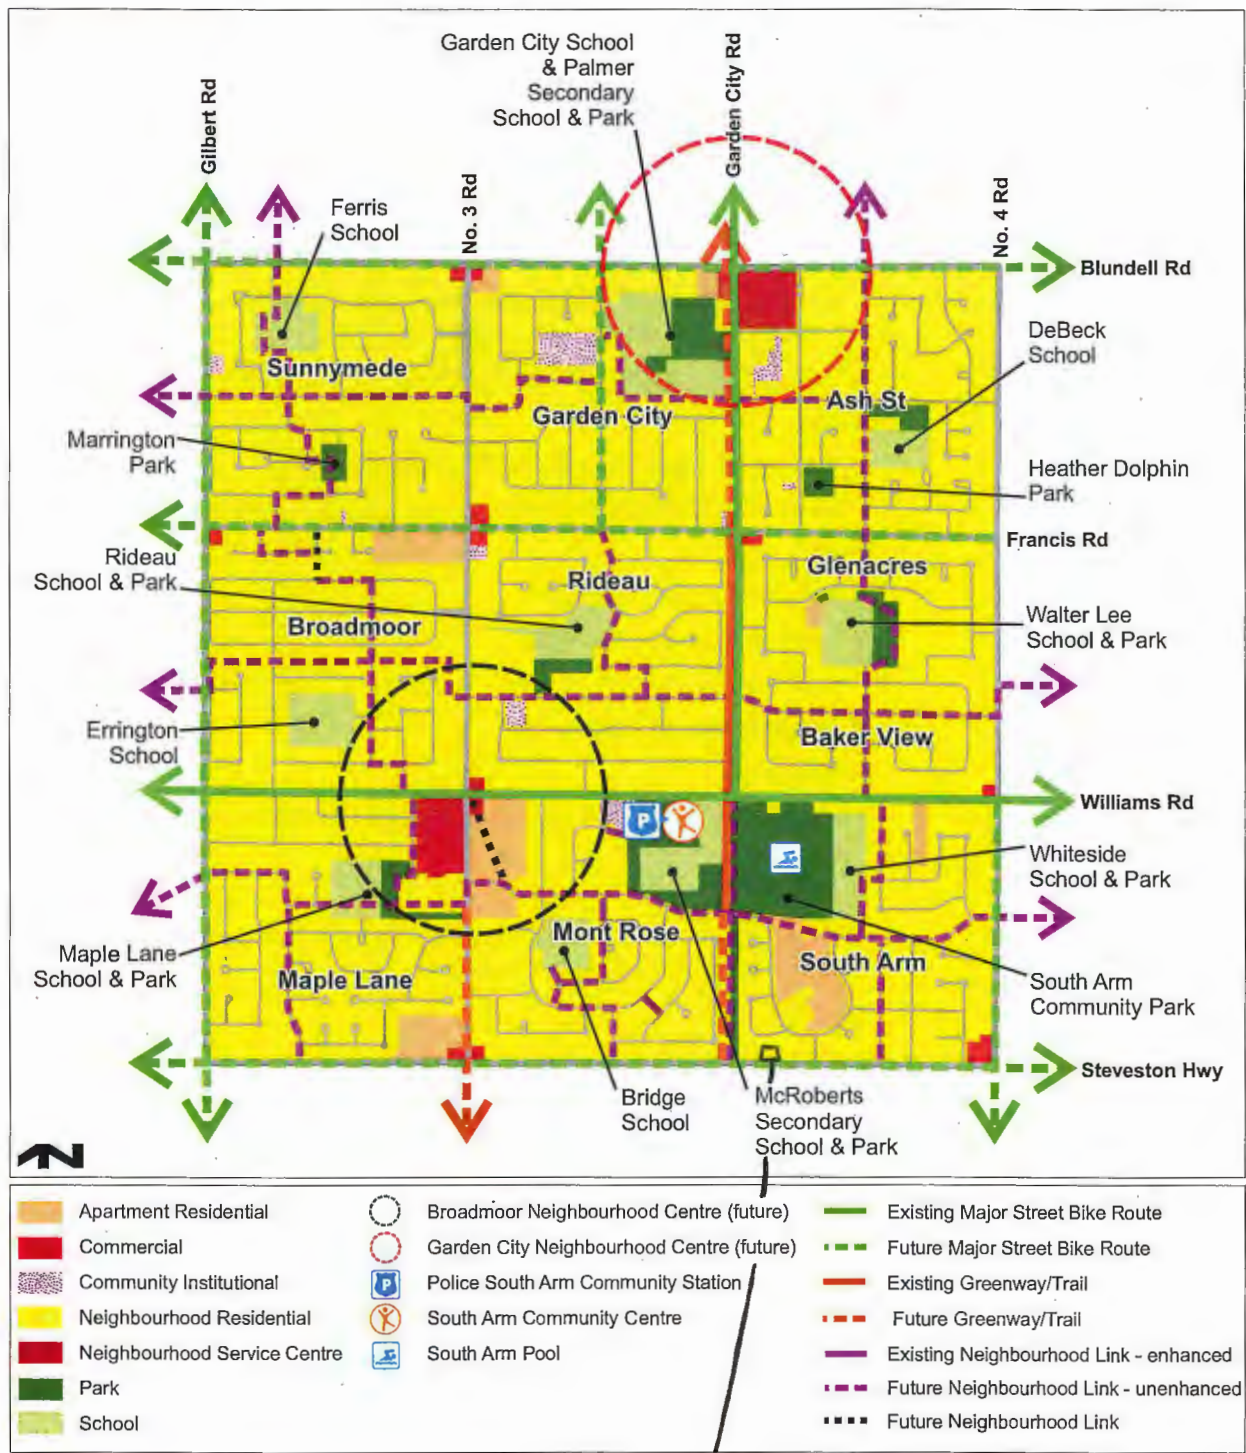 Garden City School
& Palmer
Secondary
School & Park
Gilbert Rd
No. 3 Rd
Garden City Rd
No. 4 Rd
Ferris
School
Blundell Rd
DeBeck
School
Sunnymede
Garden City
Ash St
Marrington
Park
Heather Dolphin
Park
Francis Rd
Rideau
School & Park
Rideau
Glenacres
Broadmoor
Walter Lee
School & Park
Errington
School
Baker View
Williams Rd
P
Whiteside
School & Park
Mont Rose
South Arm
Maple Lane
School & Park
Maple Lane
South Arm
Community Park
Steveston Hwy
Bridge
School
McRoberts
Secondary
School & Park
N
Apartment Residential
Commercial
Community Institutional
Neighbourhood Residential
Neighbourhood Service Centre
Park
School
Broadmoor Neighbourhood Centre (future)
Garden City Neighbourhood Centre (future)
P
Police South Arm Community Station
South Arm Community Centre
South Arm Pool
Existing Major Street Bike Route
Future Major Street Bike Route
Existing Greenway/Trail
Future Greenway/Trail
Existing Neighbourhood Link - enhanced
Future Neighbourhood Link - unenhanced
Future Neighbourhood Link